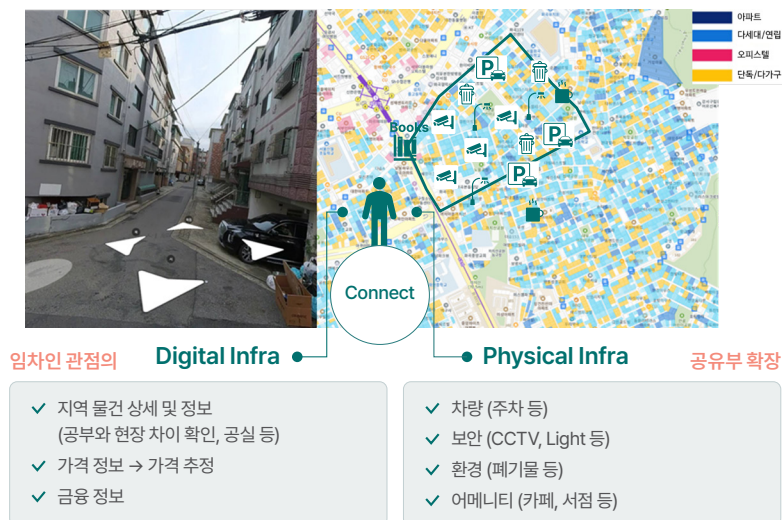 아파트
다세대/연립
오피스텔
단독/다가구
P
P
P
Books
Connect
임차인 관점의 Digital Infra
Physical Infra 공유부 확장
지역 물건 상세 및 정보
(공부와 현장 차이 확인, 공실 등)
가격 정보 → 가격 추정
금융 정보
차량 (주차 등)
보안 (CCTV, Light 등)
환경 (폐기물 등)
어메니티 (카페, 서점 등)